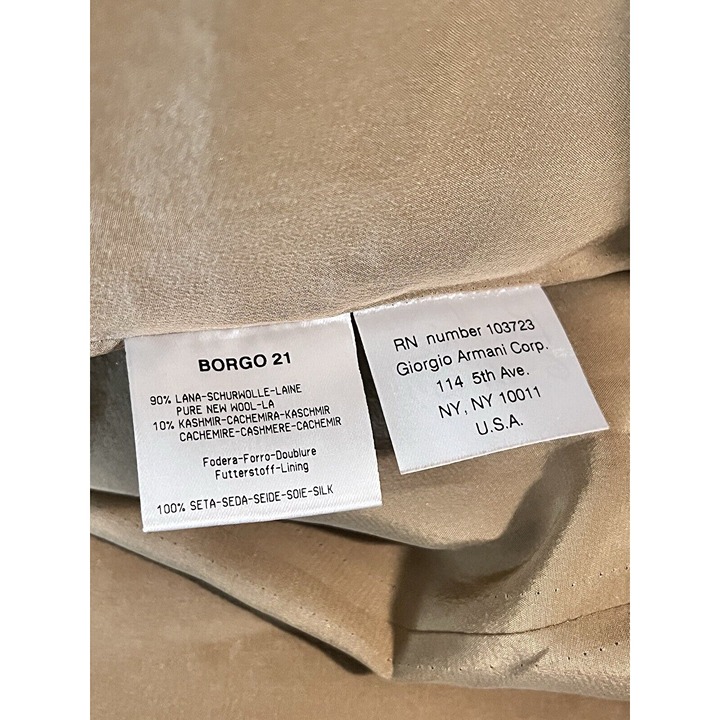 BORGO 21
90% LANA-SCHURWOLLE-LAINE
PURE NEW WOOL-LA
10% KASHMIR-CACHEMIRA-KASCHMIR
CACHEMIRE-CASHMERE-CACHEMIR
Fodera-Forro-Doublure
Futterstoff-Lining
100% SETA-SEDA-SEIDE-SOIE-SILK
RN number 103723
Giorgio Armani Corp.
114 5th Ave.
NY, NY 10011
U.S.A.